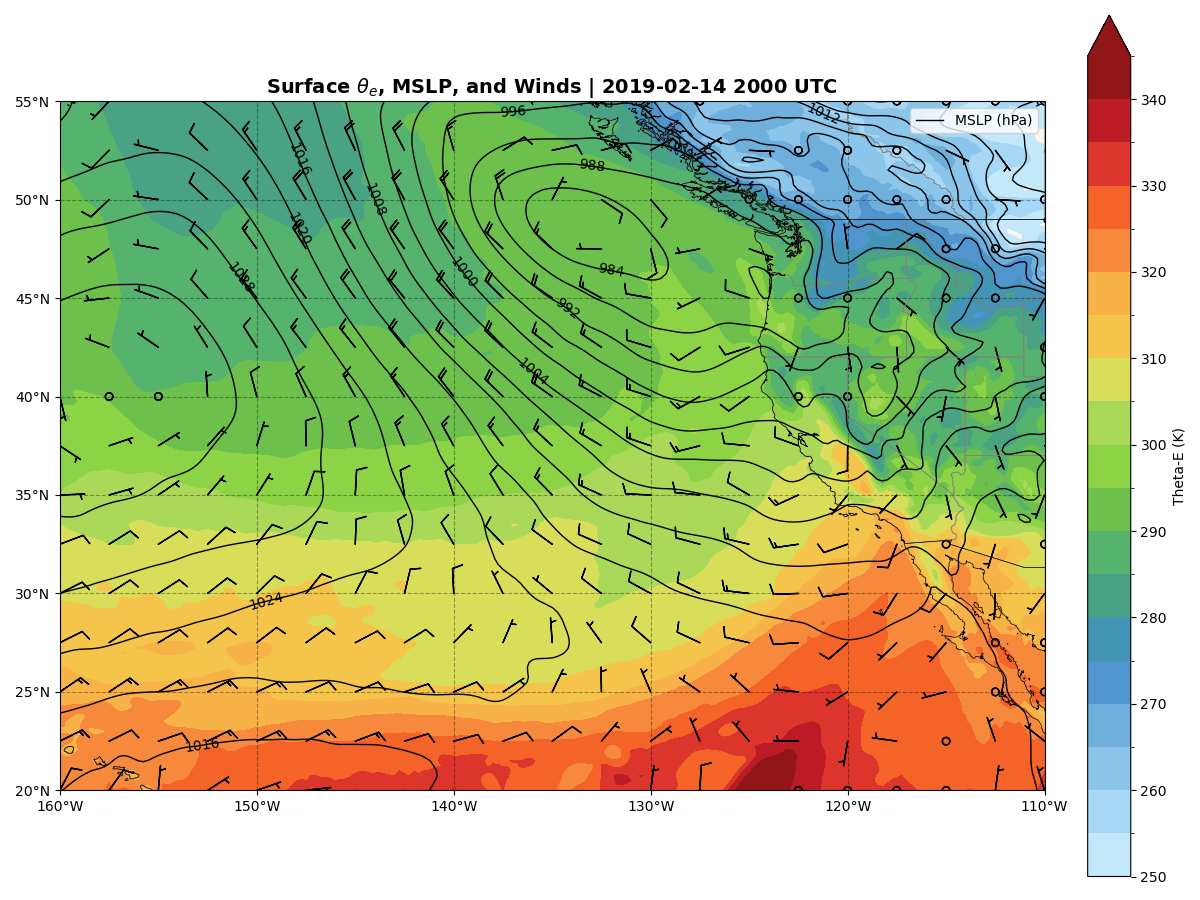 Surface θe, MSLP, and Winds | 2019-02-14 2000 UTC
MSLP (hPa)
55°N
50°N
45°N
40°N
35°N
30°N
25°N
20°N
160°W
150°W
140°W
130°W
120°W
110°W
996
1012
988
1016
1008
1020
1028
1000
984
992
1004
1024
1016
340
330
320
310
300
290
280
270
260
250
Theta-E (K)